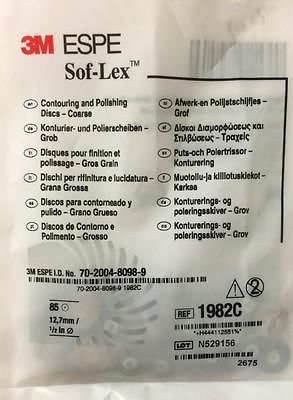 3M ESPE
Sof-Lex™
en Contouring and Polishing
Discs - Coarse
Konturier- und Polierscheiben -
Grob
Disques pour finition et
polissage - Gros Grain
Dischi per rifinitura e lucidatura -
Grana Grossa
Discos para contorneado y
pulido - Grano Grueso
Discos de Contorno e
Polimento - Grosso
Afwerk-en Polijstschijfjes -
Grof
Δίσκοι Διαμορφώσεως και
Στιλβώσεως - Τραχείς
Puts-och Polertrissor -
Konturering
Muotoilu-ja kiillotuskiekot -
Karkea
Konturerings- og
poleringsskiver - Grov
Konturerings- og
poleringsskiver - Grov
3M ESPE I.D. No. 70-2004-8098-9
70-2004-8098-9 1982C
85
12,7mm /
½ in Ø
REF 1982C
*+H4441125S1%*
LOT N529156
2675